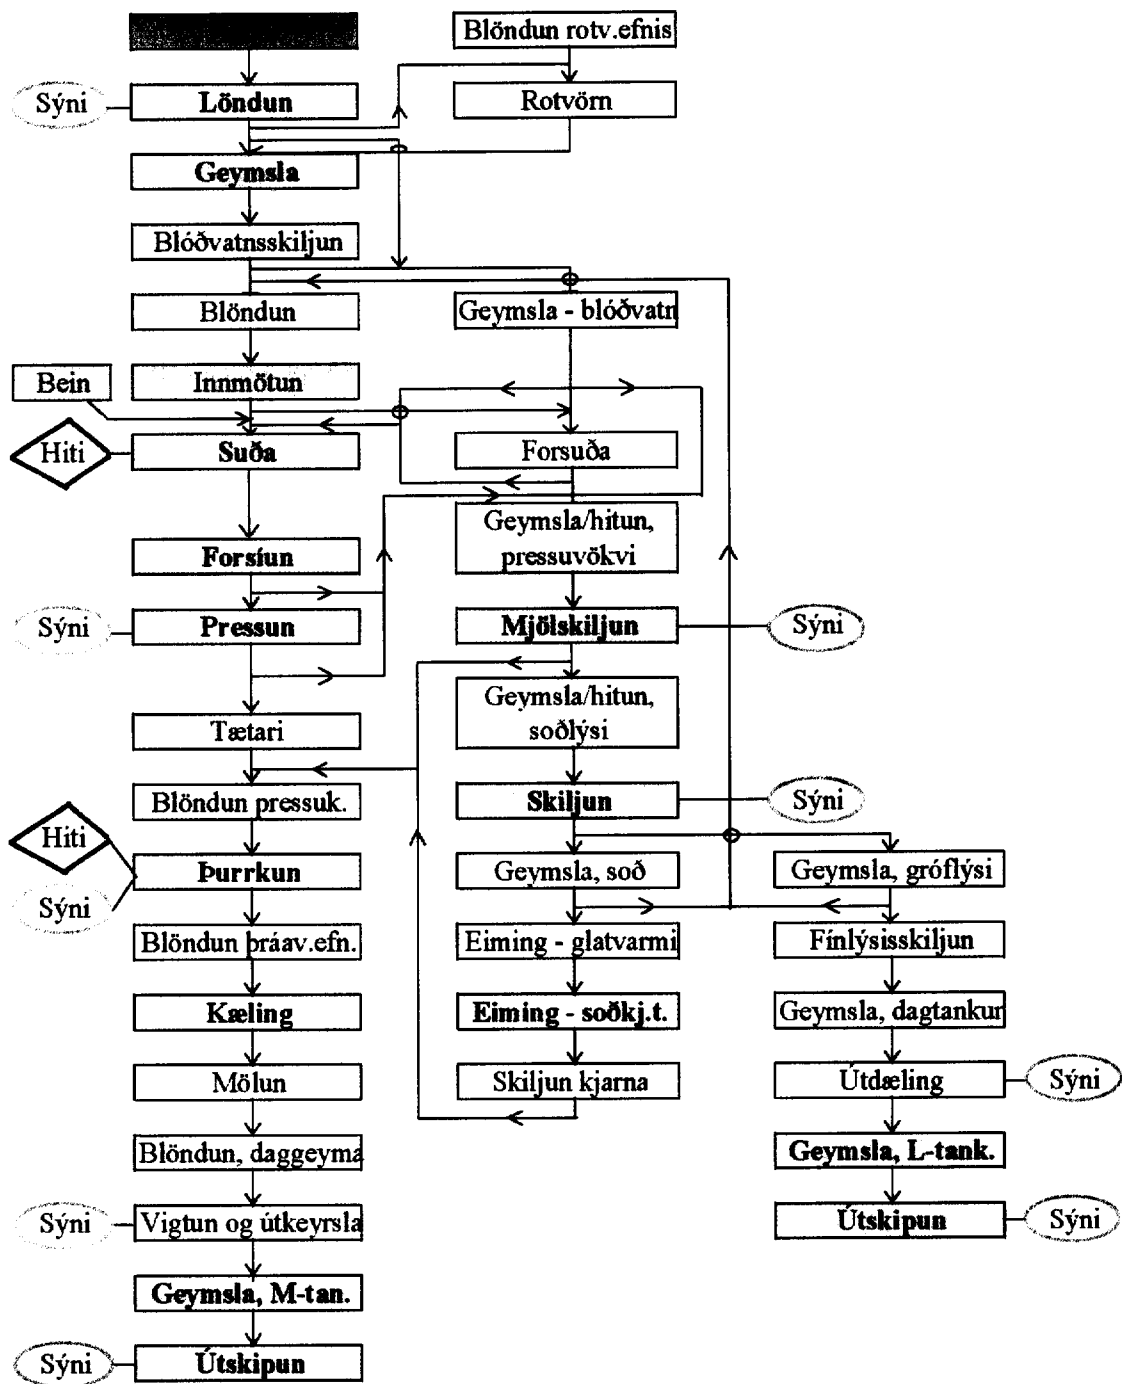 Blöndun rotv.efnis
Sýni
Löndun
Rotvörn
Geymsla
Blóðvatnsskiljun
Blöndun
Geymsla - blóðvatn
Bein
Innmötun
Hiti
Suða
Forsuða
Geymsla/hitun,
pressuvökvi
Forsíun
Sýni
Pressun
Mjölskiljun
Sýni
Geymsla/hitun,
soðlýsi
Tætari
Blöndun pressuk.
Skiljun
Sýni
Hiti
Þurrkun
Sýni
Geymsla, soð
Geymsla, gróflýsi
Blöndun þráav.efn.
Eiming - glatvarmi
Fínlýsisskiljun
Kæling
Eiming - soðkj.t.
Geymsla, dagtankur
Mölun
Skiljun kjarna
Útdæling
Sýni
Blöndun, daggeyma
Geymsla, L-tank.
Sýni
Vigtun og útkeyrsla
Útskipun
Sýni
Geymsla, M-tan.
Sýni
Útskipun